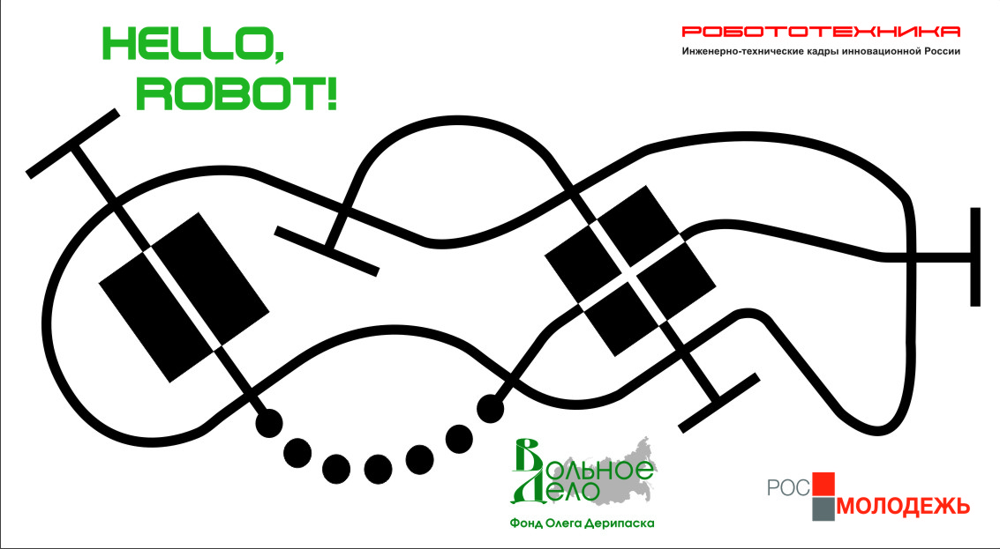 HELLO,
ROBOT!
РОБОТОТЕХНИКА
Инженерно-технические кадры инновационной России
Вольное
Дело
Фонд Олега Дерипаска
РОС
МОЛОДЕЖЬ